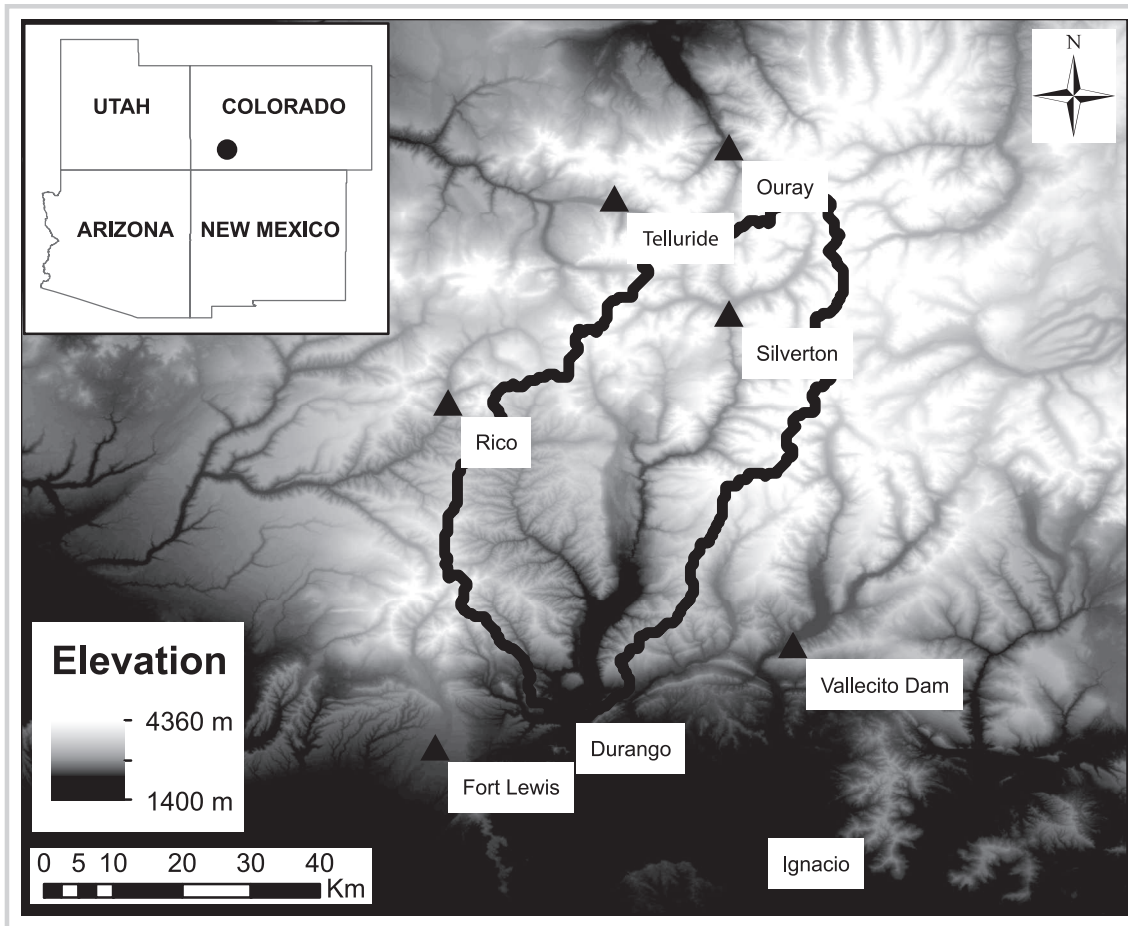 UTAH
COLORADO
ARIZONA
NEW MEXICO
N
Ouray
Telluride
Silverton
Rico
Vallecito Dam
Durango
Fort Lewis
Ignacio
Elevation
4360 m
1400 m
0 5 10 20 30 40
Km